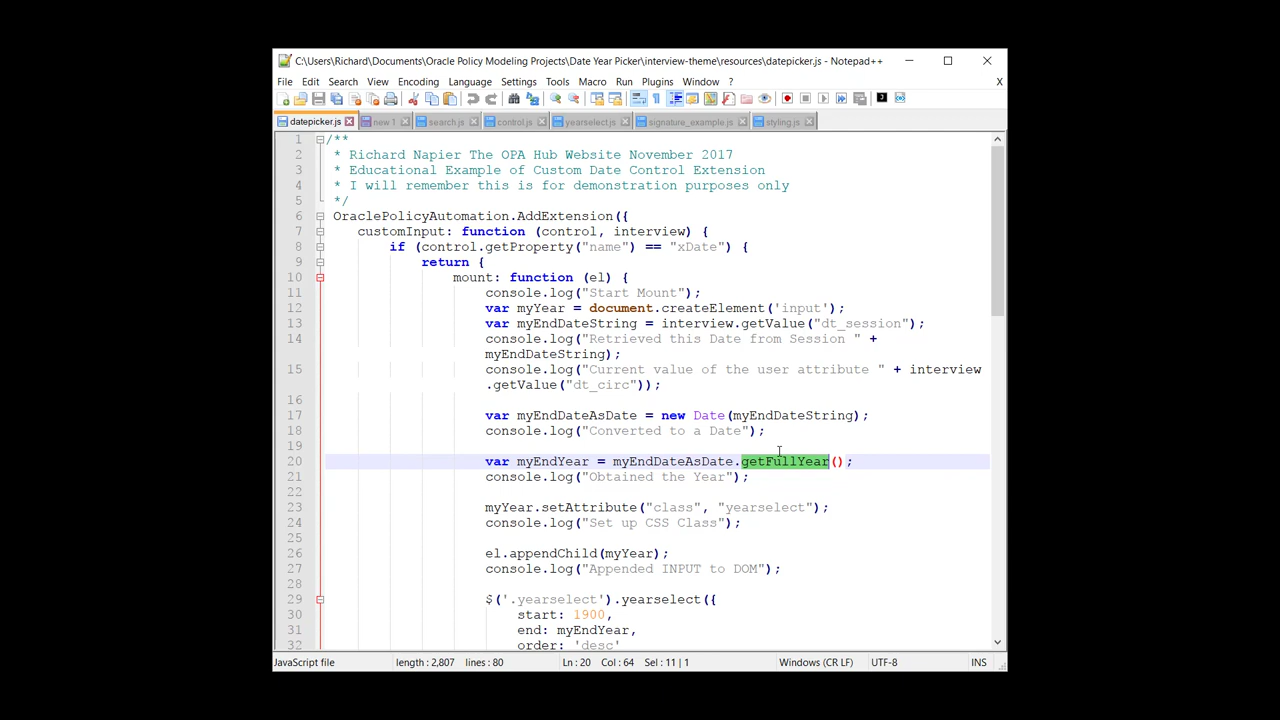 C:\Users\Richard\Documents\Oracle Policy Modeling Projects\Date Year Picker\interview-theme\resources\datepicker.js - Notepad++
File Edit Search View Encoding Language Settings Tools Macro Run Plugins Window ? X
datepicker.js new 1 search.js control.js yearselect.js signature_example.js styling.js
1 /**
2 * Richard Napier The OPA Hub Website November 2017
3 * Educational Example of Custom Date Control Extension
4 * I will remember this is for demonstration purposes only
5 */
6 OraclePolicyAutomation.AddExtension({
7 customInput: function (control, interview) {
8 if (control.getProperty("name") == "xDate") {
9 return {
10 mount: function (el) {
11 console.log("Start Mount");
12 var myYear = document.createElement('input');
13 var myEndDateString = interview.getValue("dt_session");
14 console.log("Retrieved this Date from Session " +
myEndDateString);
15 console.log("Current value of the user attribute " + interview
.getValue("dt_circ"));
16
17 var myEndDateAsDate = new Date(myEndDateString);
18 console.log("Converted to a Date");
19
20 var myEndYear = myEndDateAsDate.getFullYear();
21 console.log("Obtained the Year");
22
23 myYear.setAttribute("class", "yearselect");
24 console.log("Set up CSS Class");
25
26 el.appendChild(myYear);
27 console.log("Appended INPUT to DOM");
28
29 $('.yearselect').yearselect({
30 start: 1900,
31 end: myEndYear,
32 order: 'desc'
JavaScript file length : 2,807 lines : 80 Ln : 20 Col : 64 Sel : 11 | 1 Windows (CR LF) UTF-8 INS